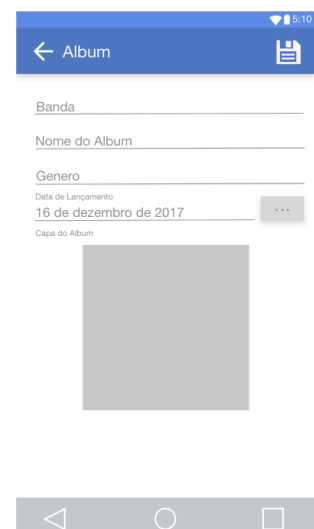 5:10
Album
Banda
Nome do Album
Genero
Data de Lançamento
16 de dezembro de 2017
...
Capa do Album